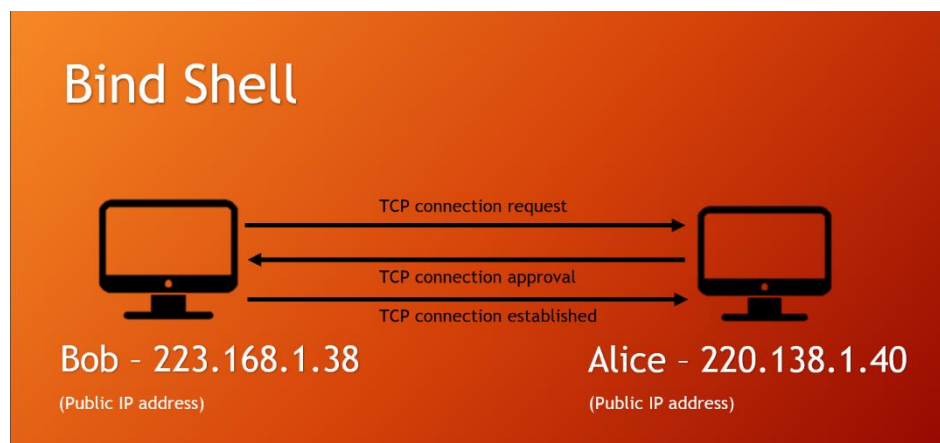 Bind Shell
TCP connection request
TCP connection approval
TCP connection established
Bob – 223.168.1.38
(Public IP address)
Alice – 220.138.1.40
(Public IP address)